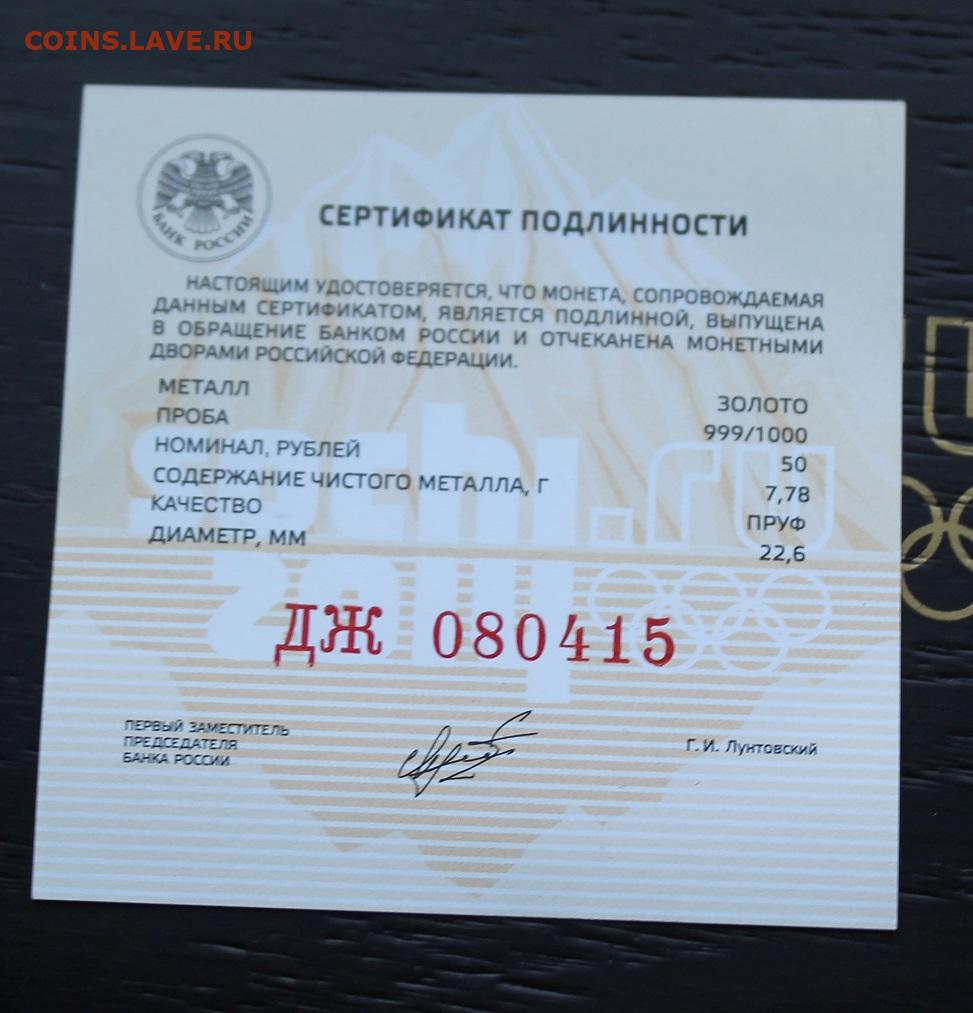 COINS.LAVE.RU
БАНК РОССИИ
СЕРТИФИКАТ ПОДЛИННОСТИ
НАСТОЯЩИМ УДОСТОВЕРЯЕТСЯ, ЧТО МОНЕТА, СОПРОВОЖДАЕМАЯ
ДАННЫМ СЕРТИФИКАТОМ, ЯВЛЯЕТСЯ ПОДЛИННОЙ, ВЫПУЩЕНА
В ОБРАЩЕНИЕ БАНКОМ РОССИИ И ОТЧЕКАНЕНА МОНЕТНЫМИ
ДВОРАМИ РОССИЙСКОЙ ФЕДЕРАЦИИ.
МЕТАЛЛ ЗОЛОТО
ПРОБА 999/1000
НОМИНАЛ, РУБЛЕЙ 50
СОДЕРЖАНИЕ ЧИСТОГО МЕТАЛЛА, Г 7,78
КАЧЕСТВО ПРУФ
ДИАМЕТР, ММ 22,6
sochi.ru
2014
ДЖ 080415
ПЕРВЫЙ ЗАМЕСТИТЕЛЬ
ПРЕДСЕДАТЕЛЯ
БАНКА РОССИИ
Г. И. Лунтовский